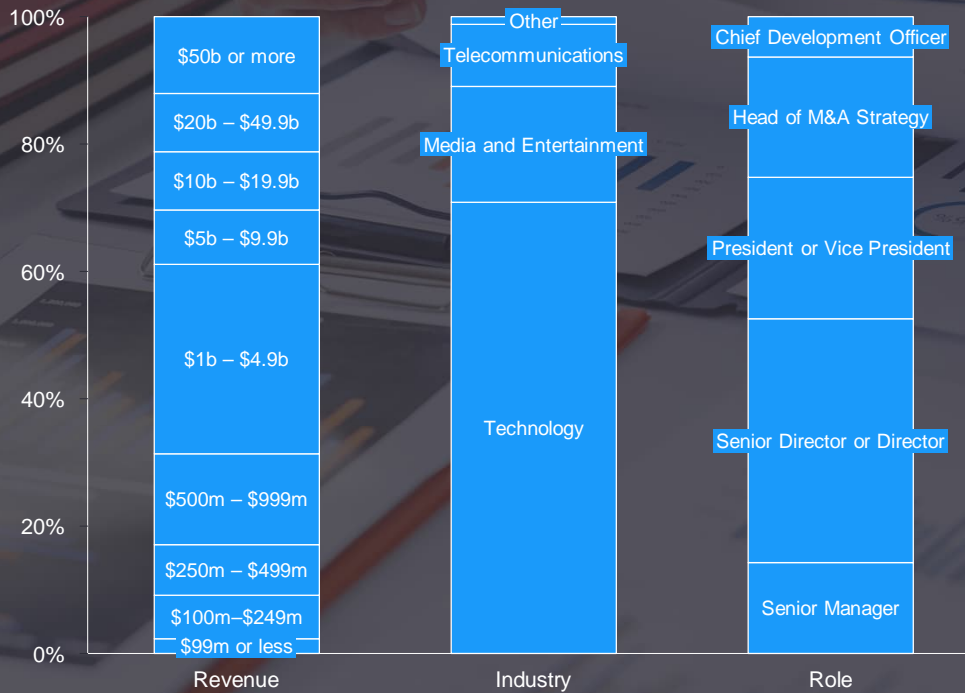 100%
80%
60%
40%
20%
0%
$50b or more
$20b – $49.9b
$10b – $19.9b
$5b – $9.9b
$1b – $4.9b
$500m – $999m
$250m – $499m
$100m–$249m
$99m or less
Revenue
Other
Telecommunications
Media and Entertainment
Technology
Industry
Chief Development Officer
Head of M&A Strategy
President or Vice President
Senior Director or Director
Senior Manager
Role